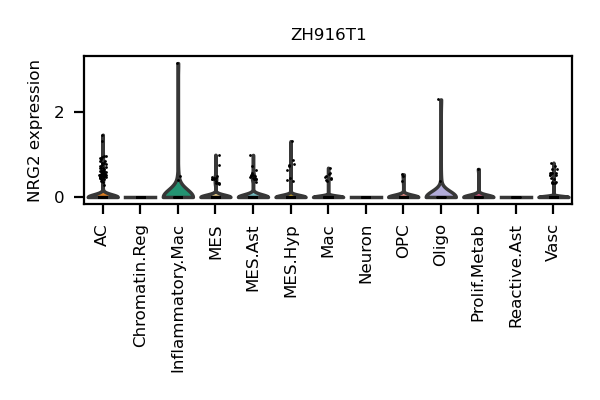 ZH916T1
NRG2 expression
2
0
AC
Chromatin.Reg
Inflammatory.Mac
MES
MES.Ast
MES.Hyp
Mac
Neuron
OPC
Oligo
Prolif.Metab
Reactive.Ast
Vasc